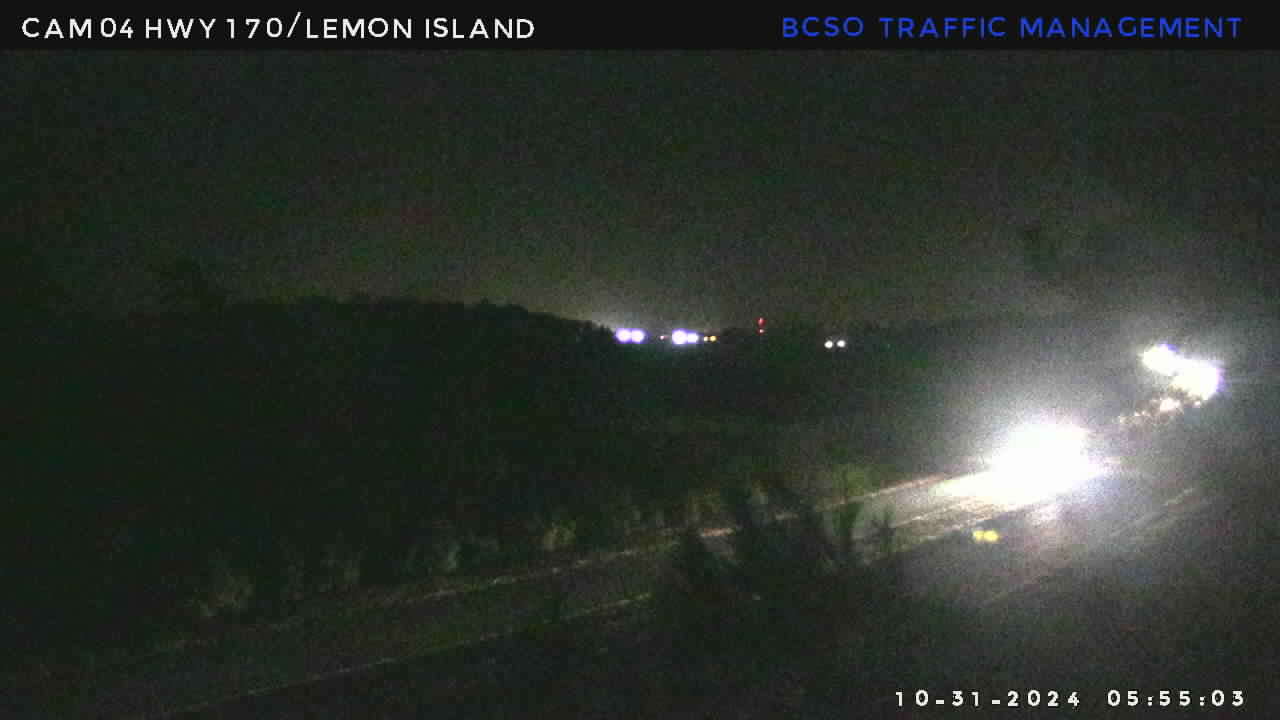 CAM04 HWY 170/LEMON ISLAND
BCSO TRAFFIC MANAGEMENT
10-31-2024 05:55:03